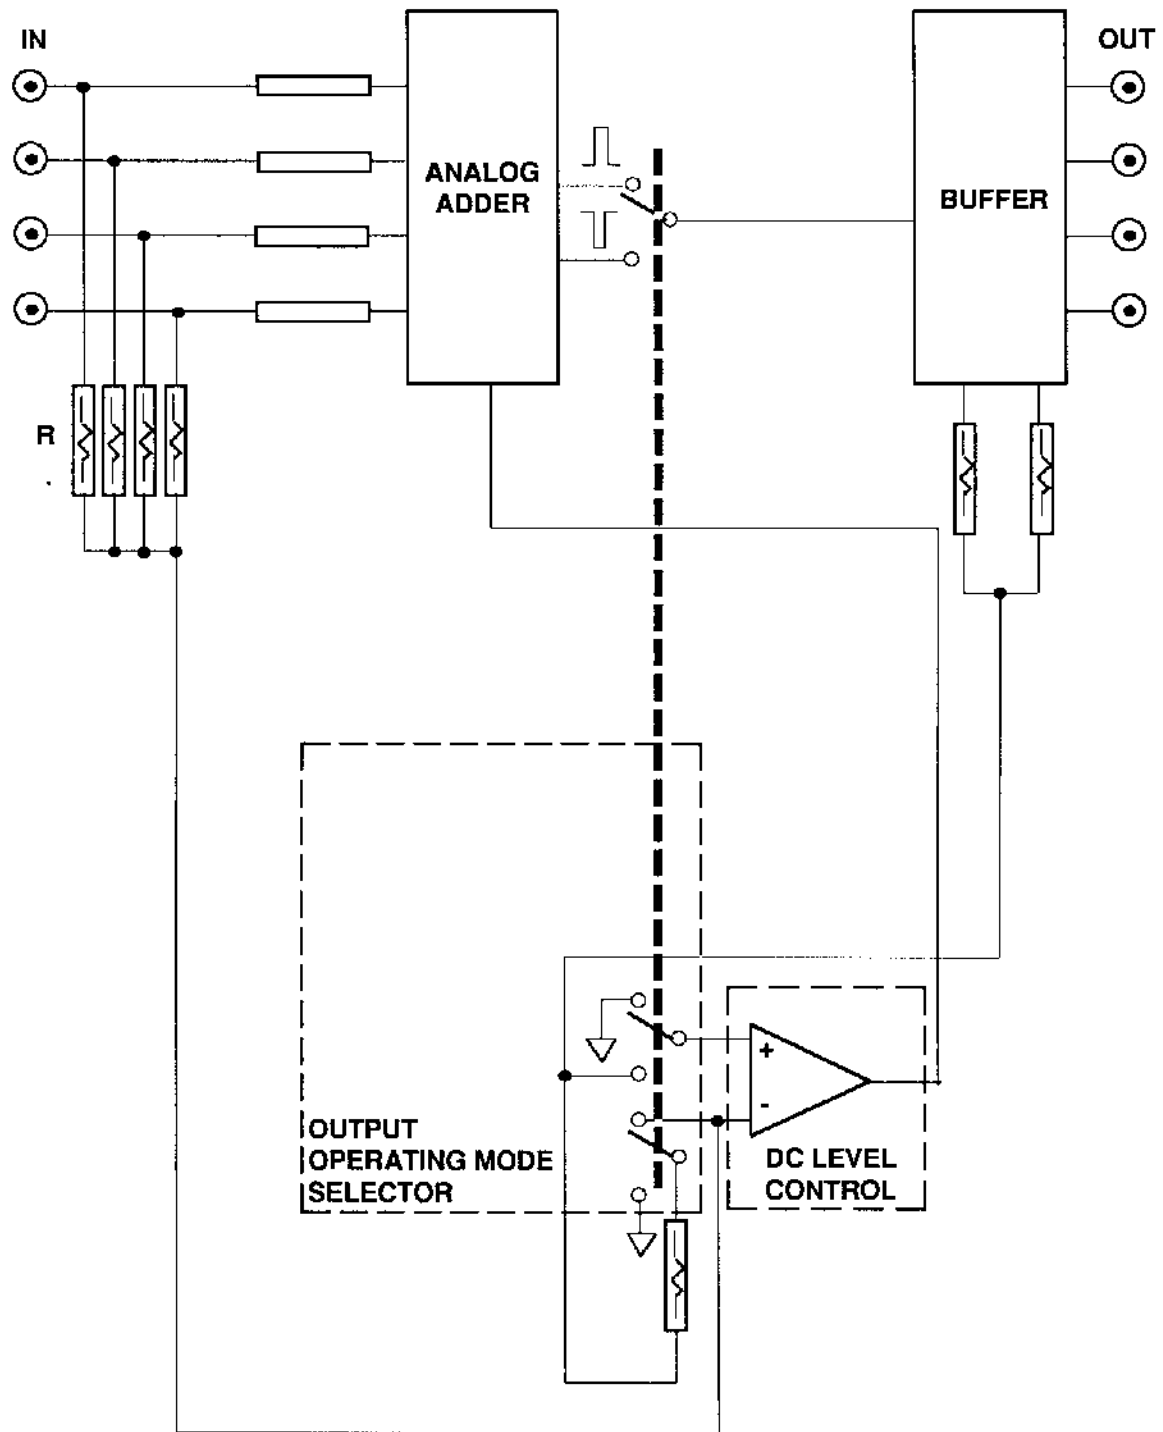 IN
OUT
ANALOG
ADDER
BUFFER
R
+
-
OUTPUT
OPERATING MODE
SELECTOR
DC LEVEL
CONTROL